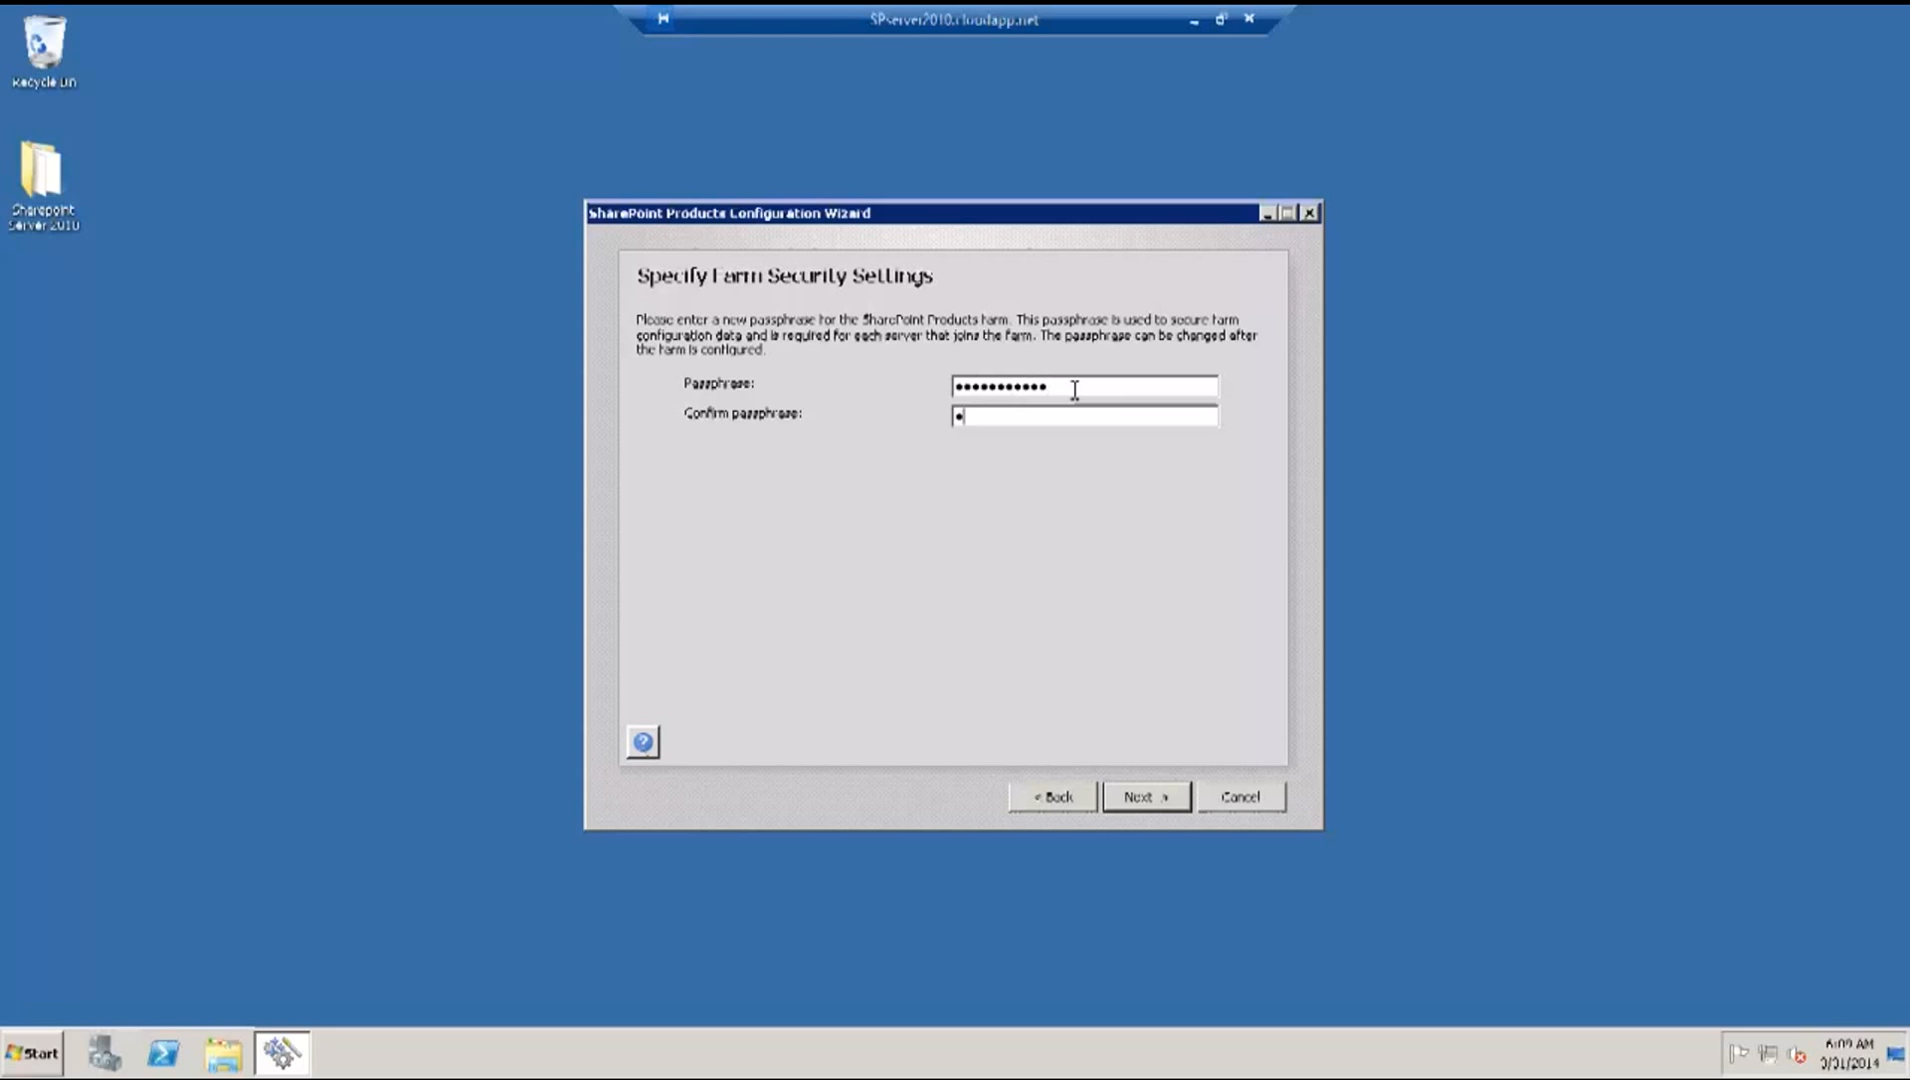 SPserver2010.cloudapp.net
Recycle Bin
Sharepoint
Server 2010
SharePoint Products Configuration Wizard
Specify Farm Security Settings
Please enter a new passphrase for the SharePoint Products farm. This passphrase is used to secure farm
configuration data and is required for each server that joins the farm. The passphrase can be changed after
the farm is configured.
Passphrase:
Confirm passphrase:
< Back
Next >
Cancel
Start
6:09 AM
3/31/2014